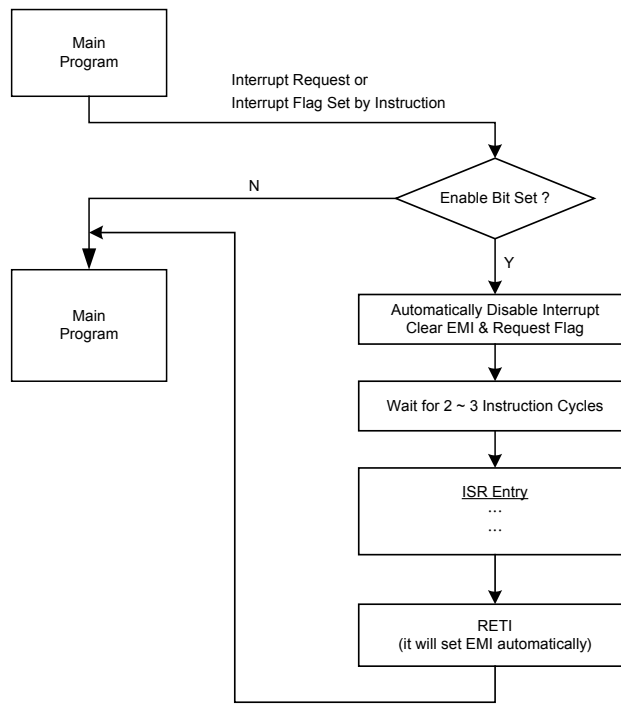 Main
Program
Interrupt Request or
Interrupt Flag Set by Instruction
Enable Bit Set ?
N
Y
Main
Program
Automatically Disable Interrupt
Clear EMI & Request Flag
Wait for 2 ~ 3 Instruction Cycles
ISR Entry
...
...
RETI
(it will set EMI automatically)